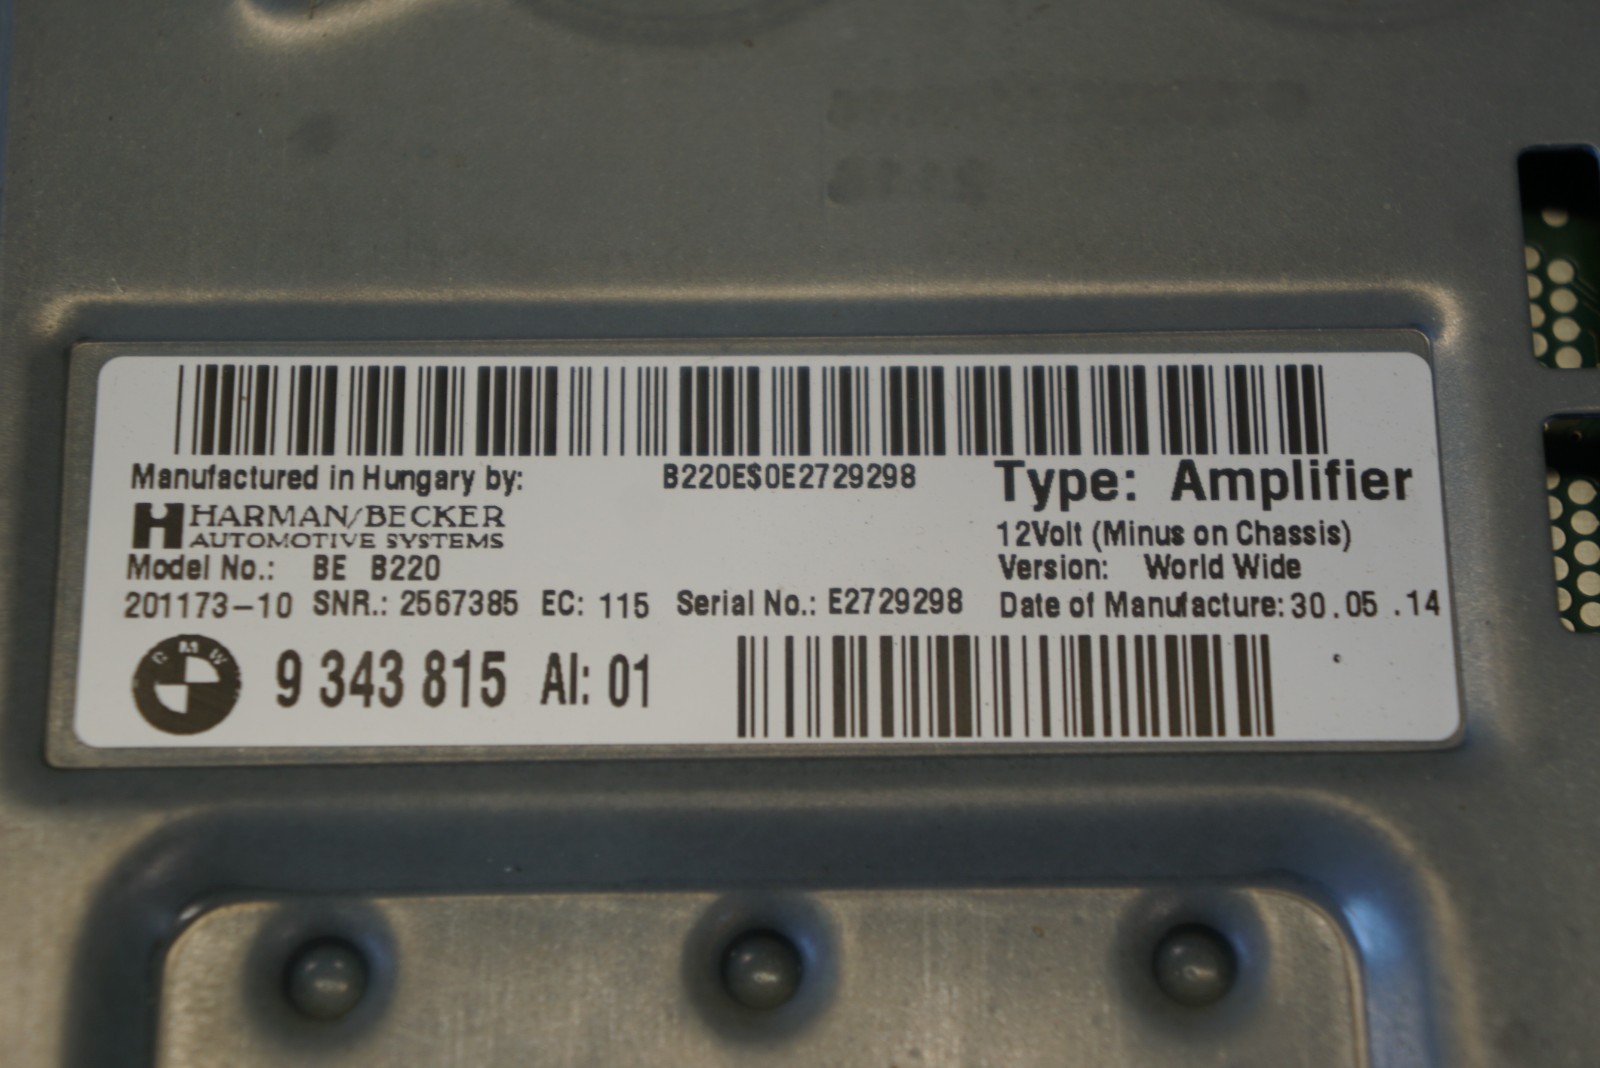 Manufactured in Hungary by:
B220E$0E2729298
Type: Amplifier
HARMAN/BECKER
AUTOMOTIVE SYSTEMS
12Volt (Minus on Chassis)
Model No.: BE B220
Version: World Wide
201173-10 SNR.: 2567385 EC: 115 Serial No.: E2729298 Date of Manufacture: 30.05 .14
BMW
9 343 815 AI: 01